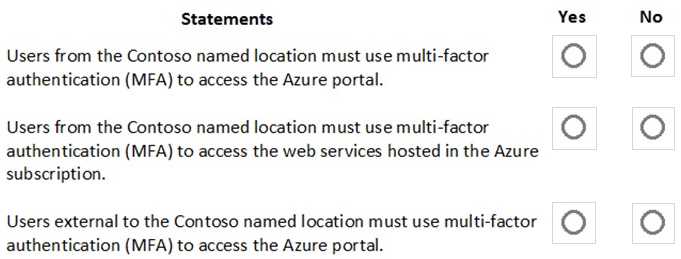 Statements Yes No
Users from the Contoso named location must use multi-factor
authentication (MFA) to access the Azure portal.
Users from the Contoso named location must use multi-factor
authentication (MFA) to access the web services hosted in the Azure
subscription.
Users external to the Contoso named location must use multi-factor
authentication (MFA) to access the Azure portal.